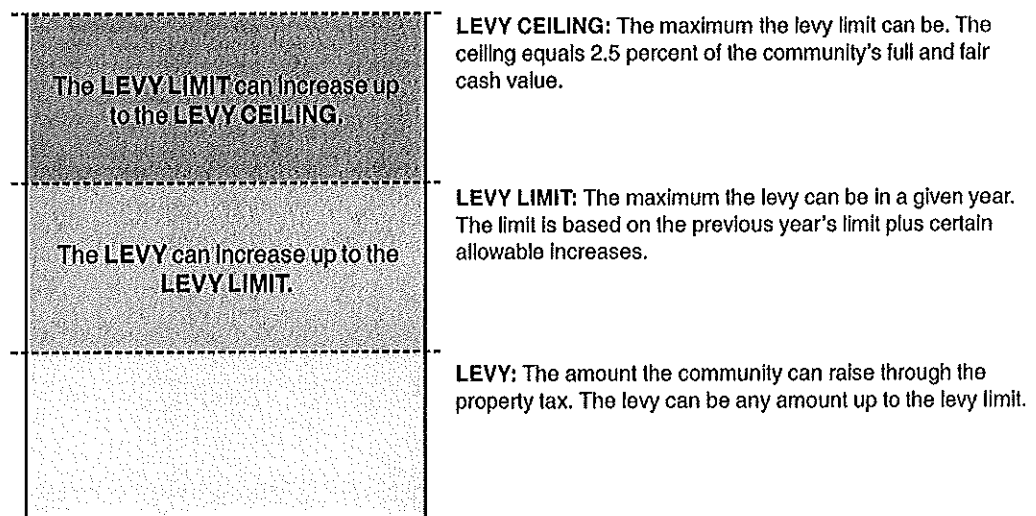 LEVY CEILING: The maximum the levy limit can be. The
ceiling equals 2.5 percent of the community's full and fair
cash value.
The LEVY LIMIT can increase up
to the LEVY CEILING.
LEVY LIMIT: The maximum the levy can be in a given year.
The limit is based on the previous year's limit plus certain
allowable increases.
The LEVY can increase up to the
LEVY LIMIT.
LEVY: The amount the community can raise through the
property tax. The levy can be any amount up to the levy limit.